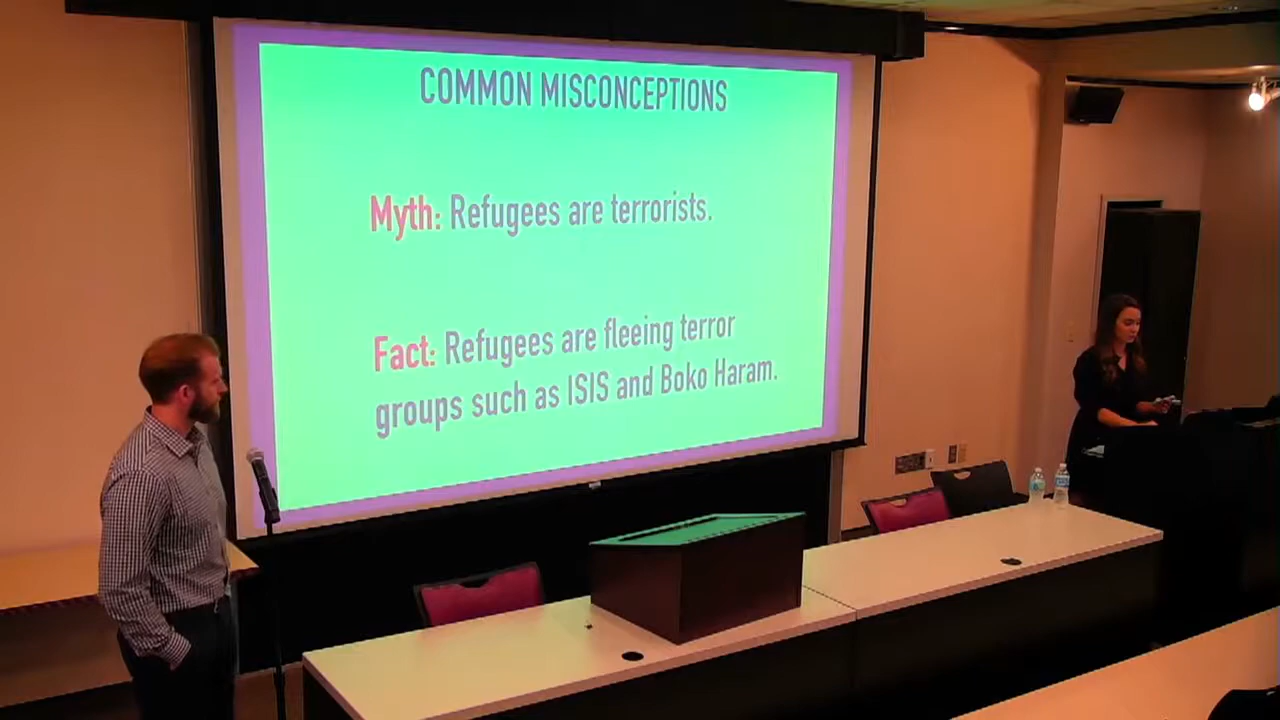 COMMON MISCONCEPTIONS
Myth: Refugees are terrorists.
Fact: Refugees are fleeing terror
groups such as ISIS and Boko Haram.